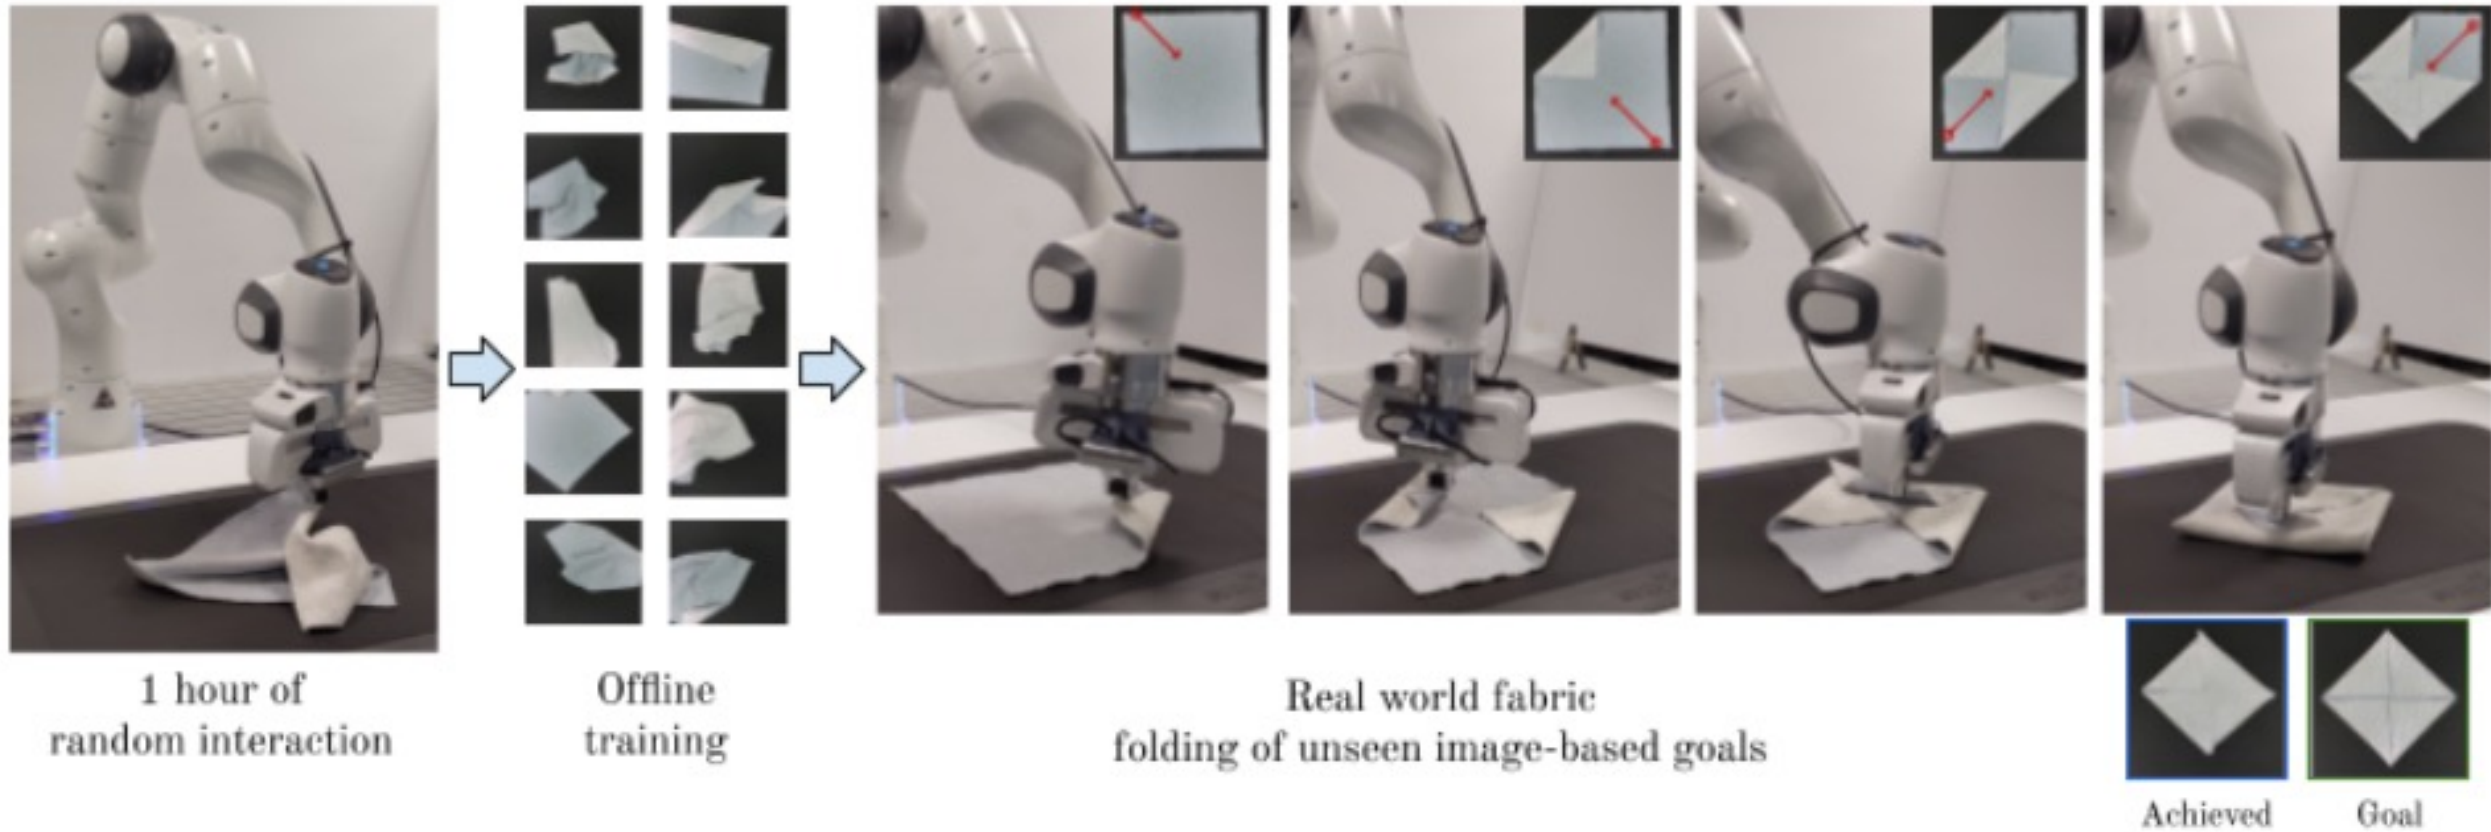 1 hour of
random interaction
Offline
training
Real world fabric
folding of unseen image-based goals
Achieved
Goal